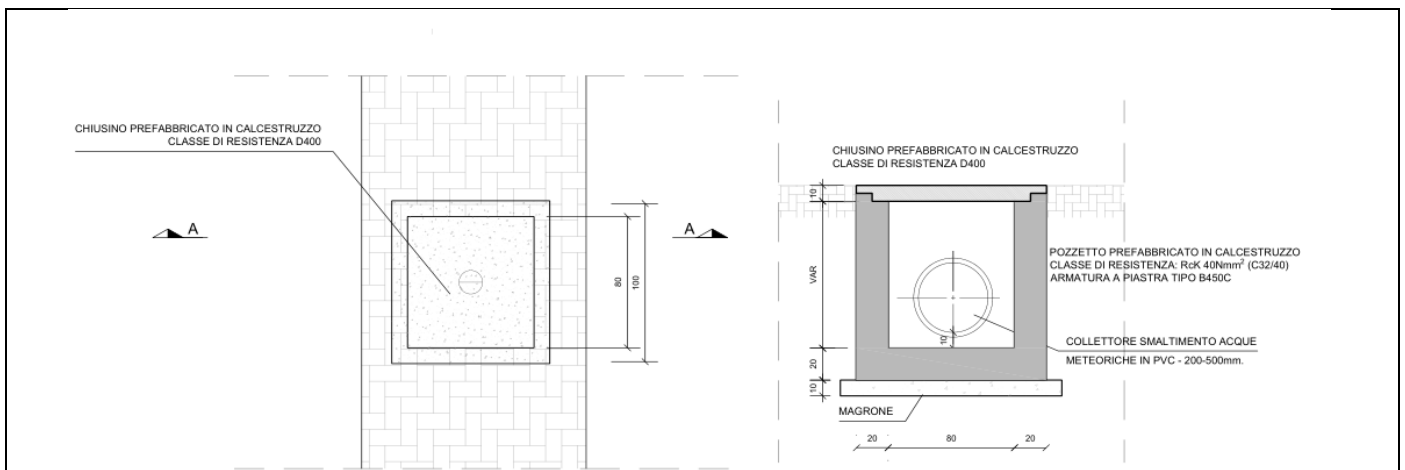 CHIUSINO PREFABBRICATO IN CALCESTRUZZO
CLASSE DI RESISTENZA D400
A
A
80
100
CHIUSINO PREFABBRICATO IN CALCESTRUZZO
CLASSE DI RESISTENZA D400
10
VAR
POZZETTO PREFABBRICATO IN CALCESTRUZZO
CLASSE DI RESISTENZA: RcK 40Nmm² (C32/40)
ARMATURA A PIASTRA TIPO B450C
10
COLLETTORE SMALTIMENTO ACQUE
METEORICHE IN PVC - 200-500mm.
20
10
MAGRONE
20 80 20